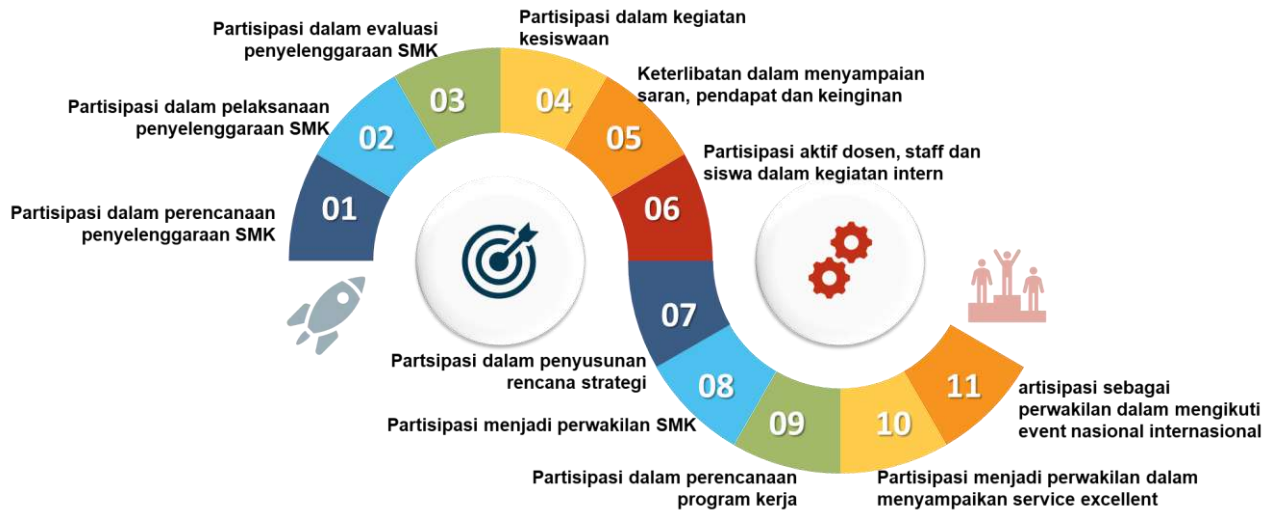 01
Partisipasi dalam perencanaan
penyelenggaraan SMK
02
Partisipasi dalam pelaksanaan
penyelenggaraan SMK
03
Partisipasi dalam evaluasi
penyelenggaraan SMK
04
Partisipasi dalam kegiatan
kesiswaan
05
Keterlibatan dalam menyampaian
saran, pendapat dan keinginan
06
Partisipasi aktif dosen, staff dan
siswa dalam kegiatan intern
07
Partsipasi dalam penyusunan
rencana strategi
08
Partisipasi menjadi perwakilan SMK
09
Partisipasi dalam perencanaan
program kerja
10
Partisipasi menjadi perwakilan dalam
menyampaikan service excellent
11
artisipasi sebagai
perwakilan dalam mengikuti
event nasional internasional